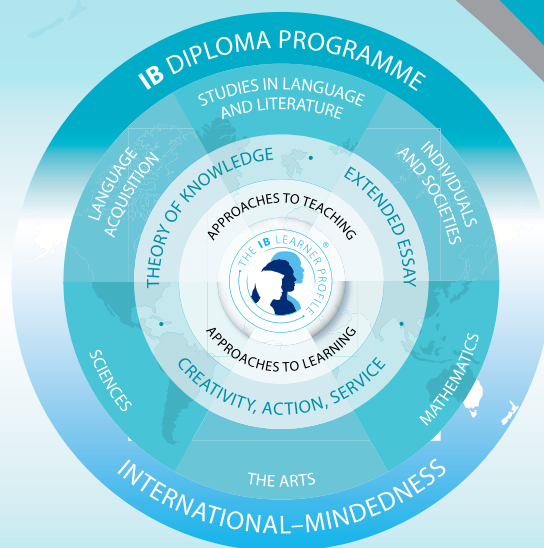 IB DIPLOMA PROGRAMME
STUDIES IN LANGUAGE
AND LITERATURE
LANGUAGE
ACQUISITION
INDIVIDUALS
AND SOCIETIES
THEORY OF KNOWLEDGE
EXTENDED ESSAY
APPROACHES TO TEACHING
THE IB LEARNER PROFILE ®
APPROACHES TO LEARNING
CREATIVITY, ACTION, SERVICE
SCIENCES
MATHEMATICS
THE ARTS
INTERNATIONAL–MINDEDNESS